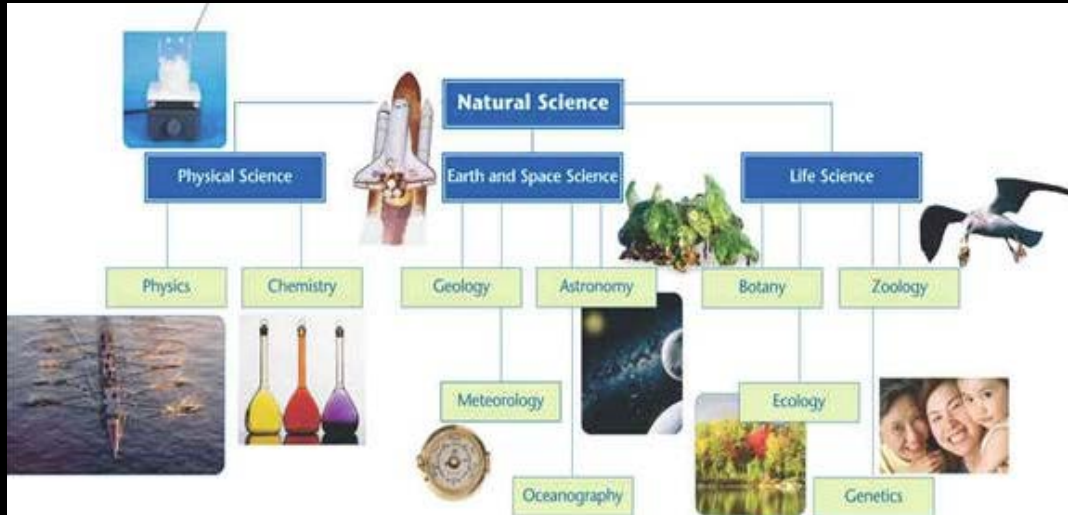 Natural Science
Physical Science
Earth and Space Science
Life Science
Physics
Chemistry
Geology
Astronomy
Botany
Zoology
Meteorology
Ecology
Oceanography
Genetics